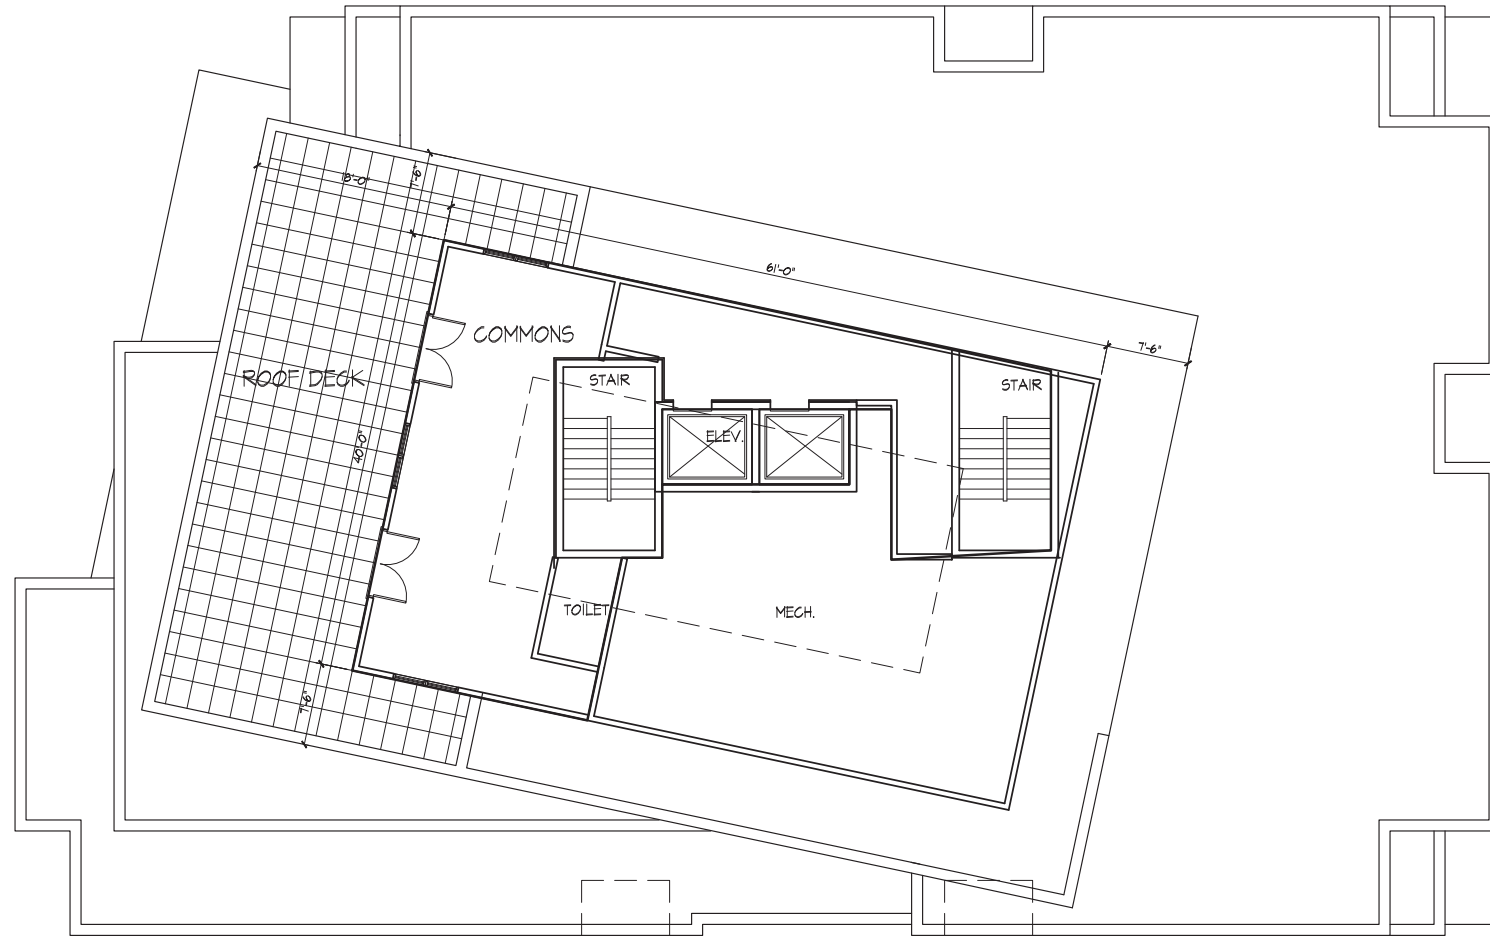 18'-0"
7'-6"
61'-0"
7'-6"
COMMONS
ROOF DECK
STAIR
STAIR
ELEV.
40'-0"
TOILET
MECH.
7'-6"